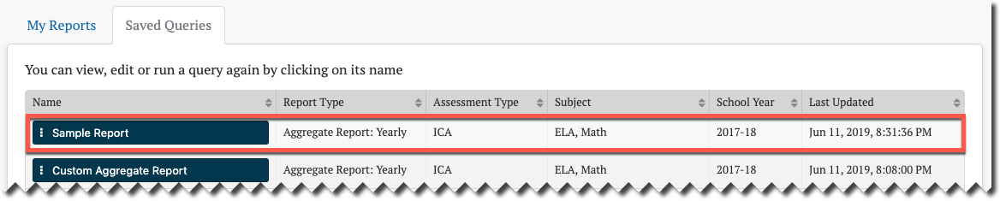 My Reports Saved Queries
You can view, edit or run a query again by clicking on its name
Name Report Type Assessment Type Subject School Year Last Updated
Sample Report Aggregate Report: Yearly ICA ELA, Math 2017-18 Jun 11, 2019, 8:31:36 PM
Custom Aggregate Report Aggregate Report: Yearly ICA ELA, Math 2017-18 Jun 11, 2019, 8:08:00 PM